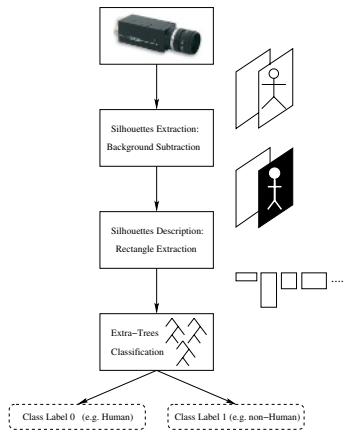 Silhouettes Extraction:
Background Subtraction
Silhouettes Description:
Rectangle Extraction
....
Extra−Trees
Classification
Class Label 0 (e.g. Human)
Class Label 1 (e.g. non−Human)